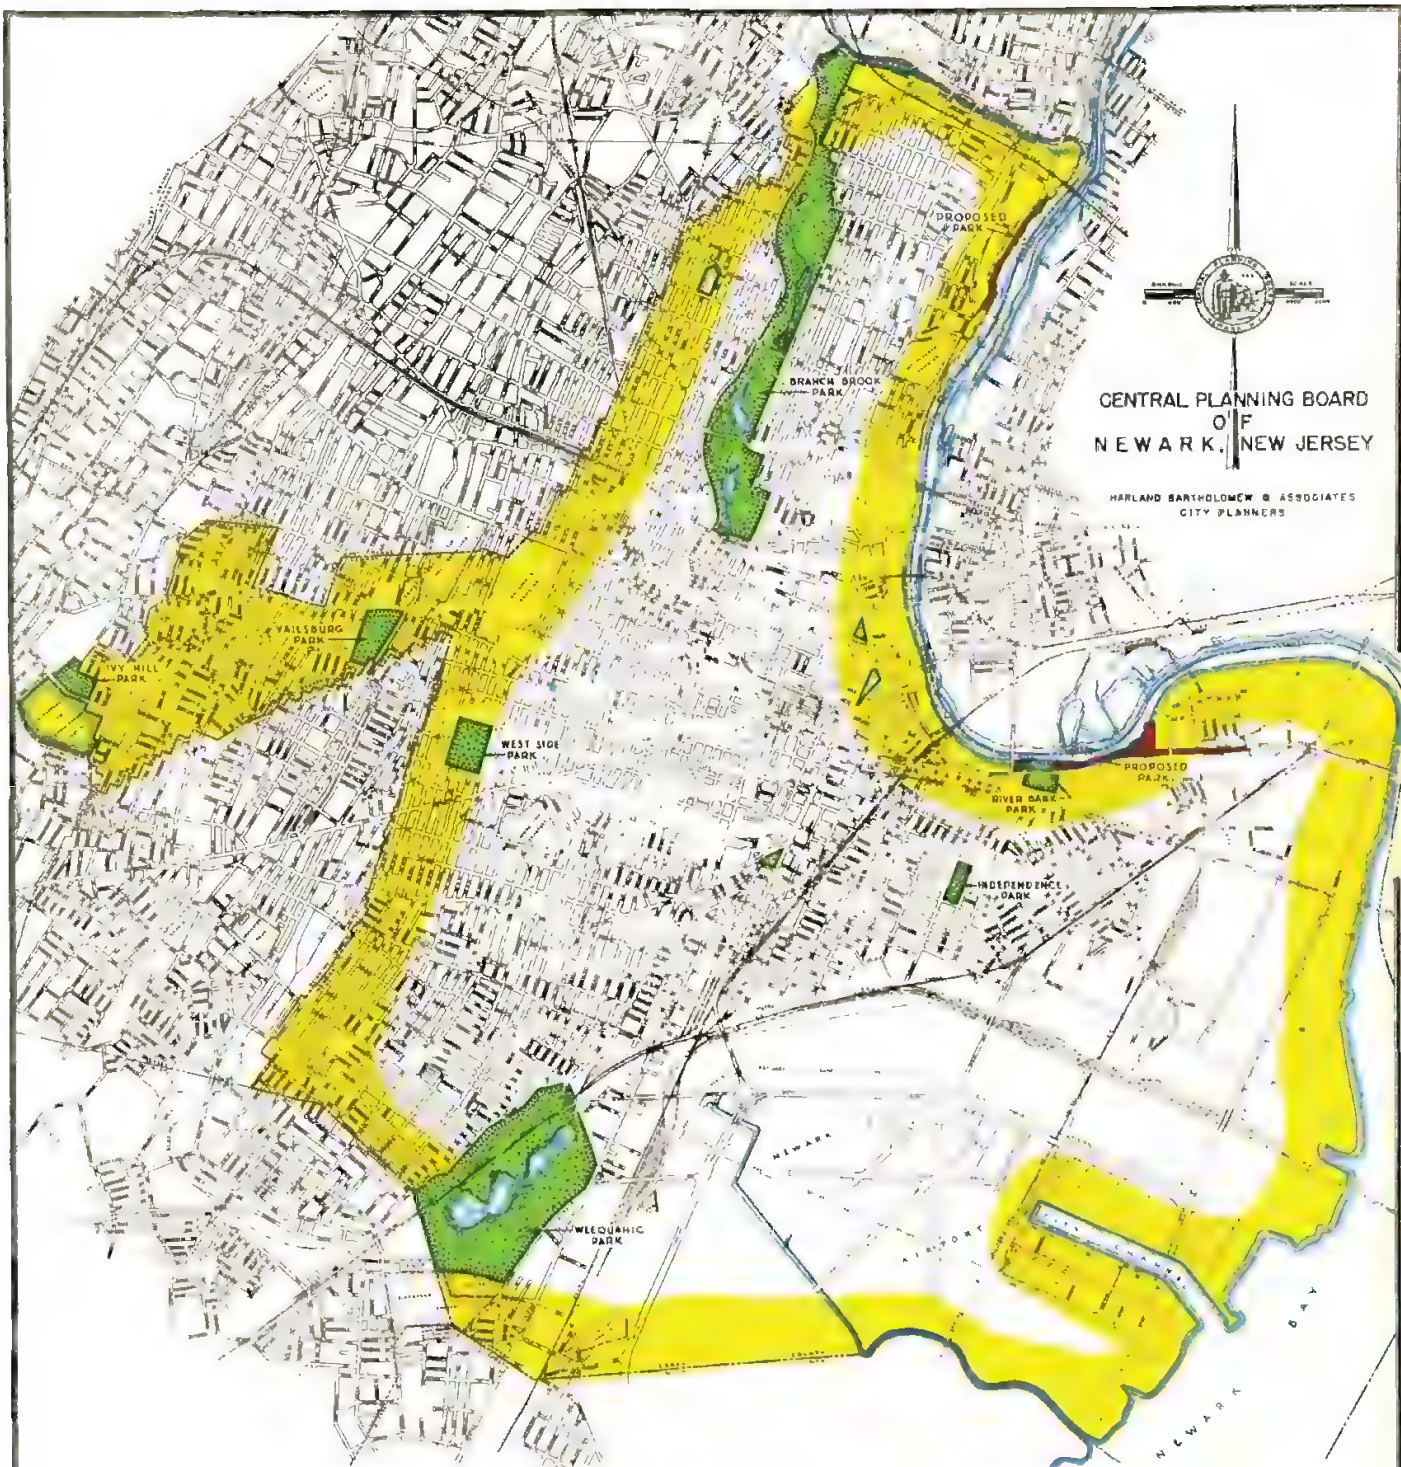 PROPOSED
PARK
SCALE
CENTRAL PLANNING BOARD
OF
NEWARK, NEW JERSEY
HARLAND BARTHOLOMEW & ASSOCIATES
CITY PLANNERS
BRANCH BROOK
PARK
VAILSBURG
PARK
IVY HILL
PARK
WEST SIDE
PARK
PROPOSED
PARK
RIVER BANK
PARK
INDEPENDENCE
PARK
NEWARK
AIRPORT
WEEQUAHIC
PARK
CHANNEL
NEWARK BAY